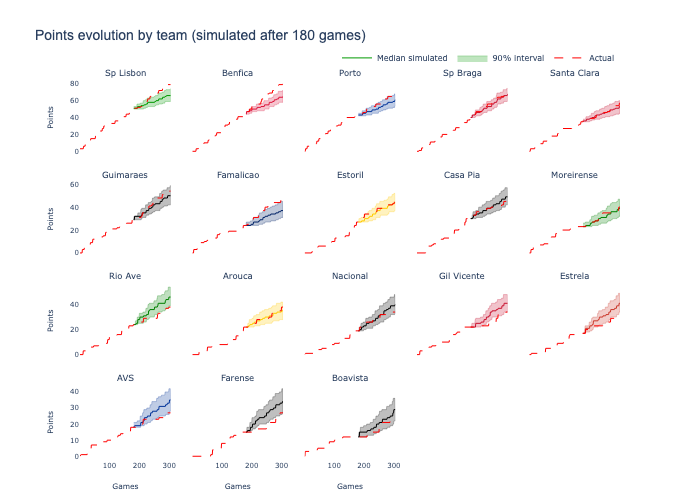 Points evolution by team (simulated after 180 games)
Median simulated 90% interval Actual
Sp Lisbon Benfica Porto Sp Braga Santa Clara
80
60
40
20
0
Points
Guimaraes Famalicao Estoril Casa Pia Moreirense
60
40
20
0
Points
Rio Ave Arouca Nacional Gil Vicente Estrela
40
20
0
Points
AVS Farense Boavista
40
30
20
10
0
Points
100 200 300 100 200 300 100 200 300
Games Games Games